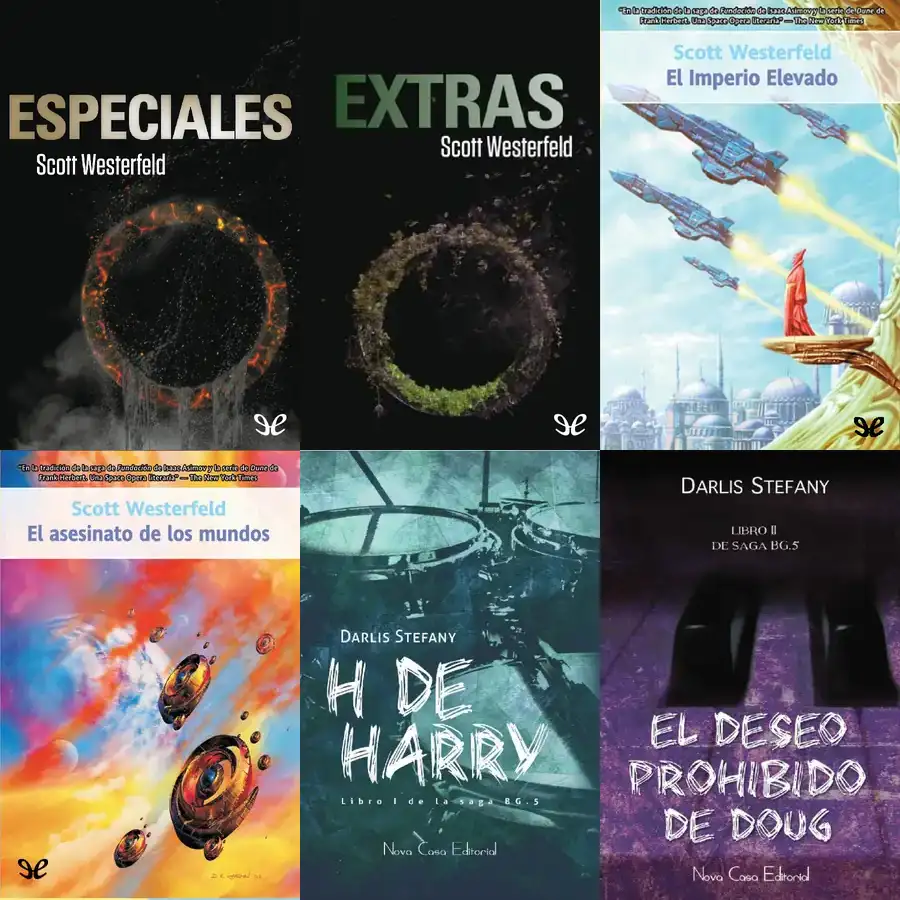 ESPECIALES
Scott Westerfeld
EXTRAS
Scott Westerfeld
"En la tradición de la saga de Fundación de Isaac Asimov y la serie de Dune de
Frank Herbert. Una Space Opera literaria" — The New York Times
Scott Westerfeld
El Imperio Elevado
"En la tradición de la saga de Fundación de Isaac Asimov y la serie de Dune de
Frank Herbert. Una Space Opera literaria" — The New York Times
Scott Westerfeld
El asesinato de los mundos
DARLIS STEFANY
H DE
HARRY
Libro I de la saga BG.5
Nova Casa Editorial
DARLIS STEFANY
LIBRO II
DE SAGA BG.5
EL DESEO
PROHIBIDO
DE DOUG
Nova Casa Editorial